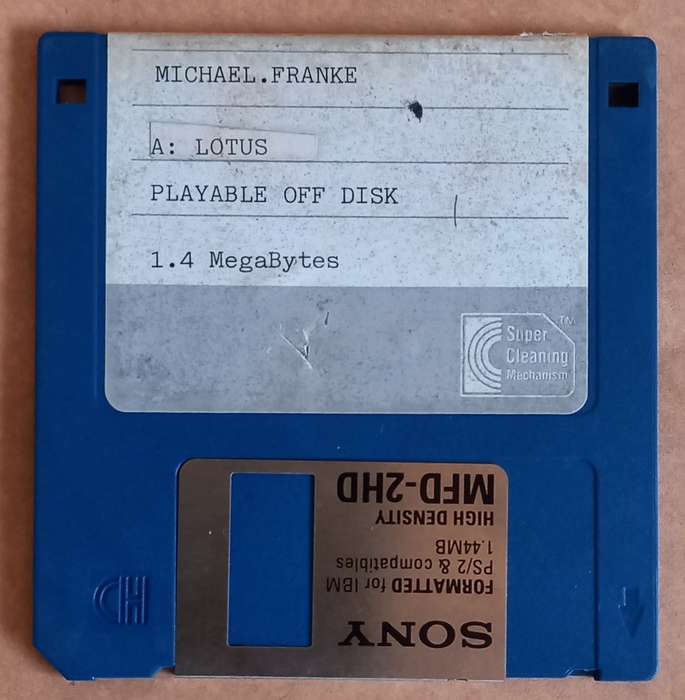 MICHAEL.FRANKE
A: LOTUS
PLAYABLE OFF DISK
1.4 MegaBytes
Super
Cleaning
Mechanism
TM
MFD-2HD
HIGH DENSITY
1.44MB
PS/2 & compatibles
FORMATTED for IBM
SONY
HD